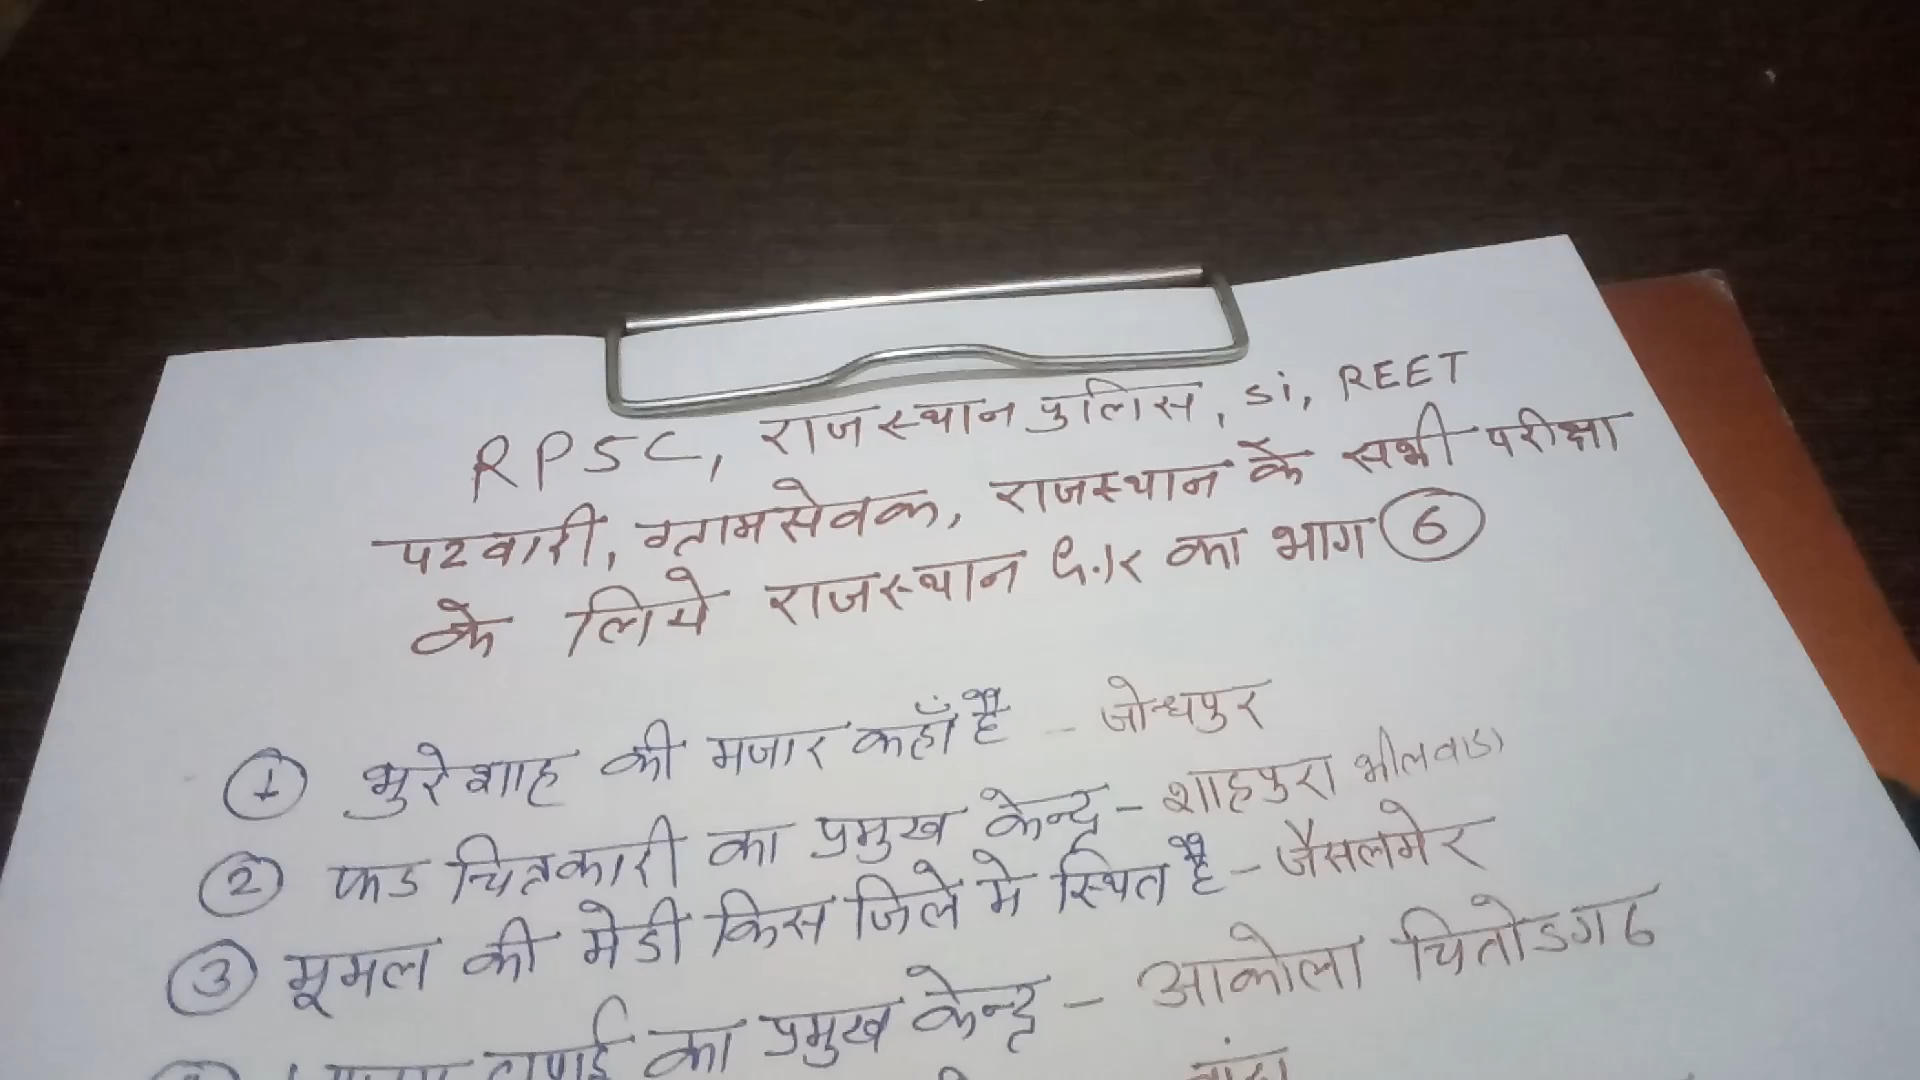 RPSC, राजस्थान पुलिस, si, REET
पटवारी, ग्रामसेवक, राजस्थान के सभी परीक्षा
के लिये राजस्थान G.K का भाग 6
1 भुरेशाह की मजार कहाँ है - जोधपुर
2 फड चित्रकारी का प्रमुख केन्द्र - शाहपुरा भीलवाडा
3 मूमल की मेडी किस जिले मे स्थित है - जैसलमेर
का प्रमुख केन्द्र - आकोला चितोडगढ